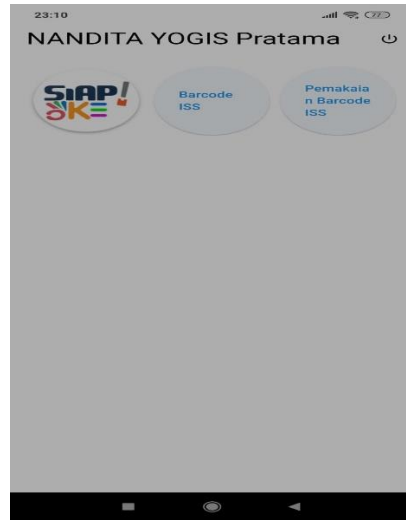 23:10
NANDITA YOGIS Pratama
SiAP!
OKE
Barcode
ISS
Pemakaia
n Barcode
ISS